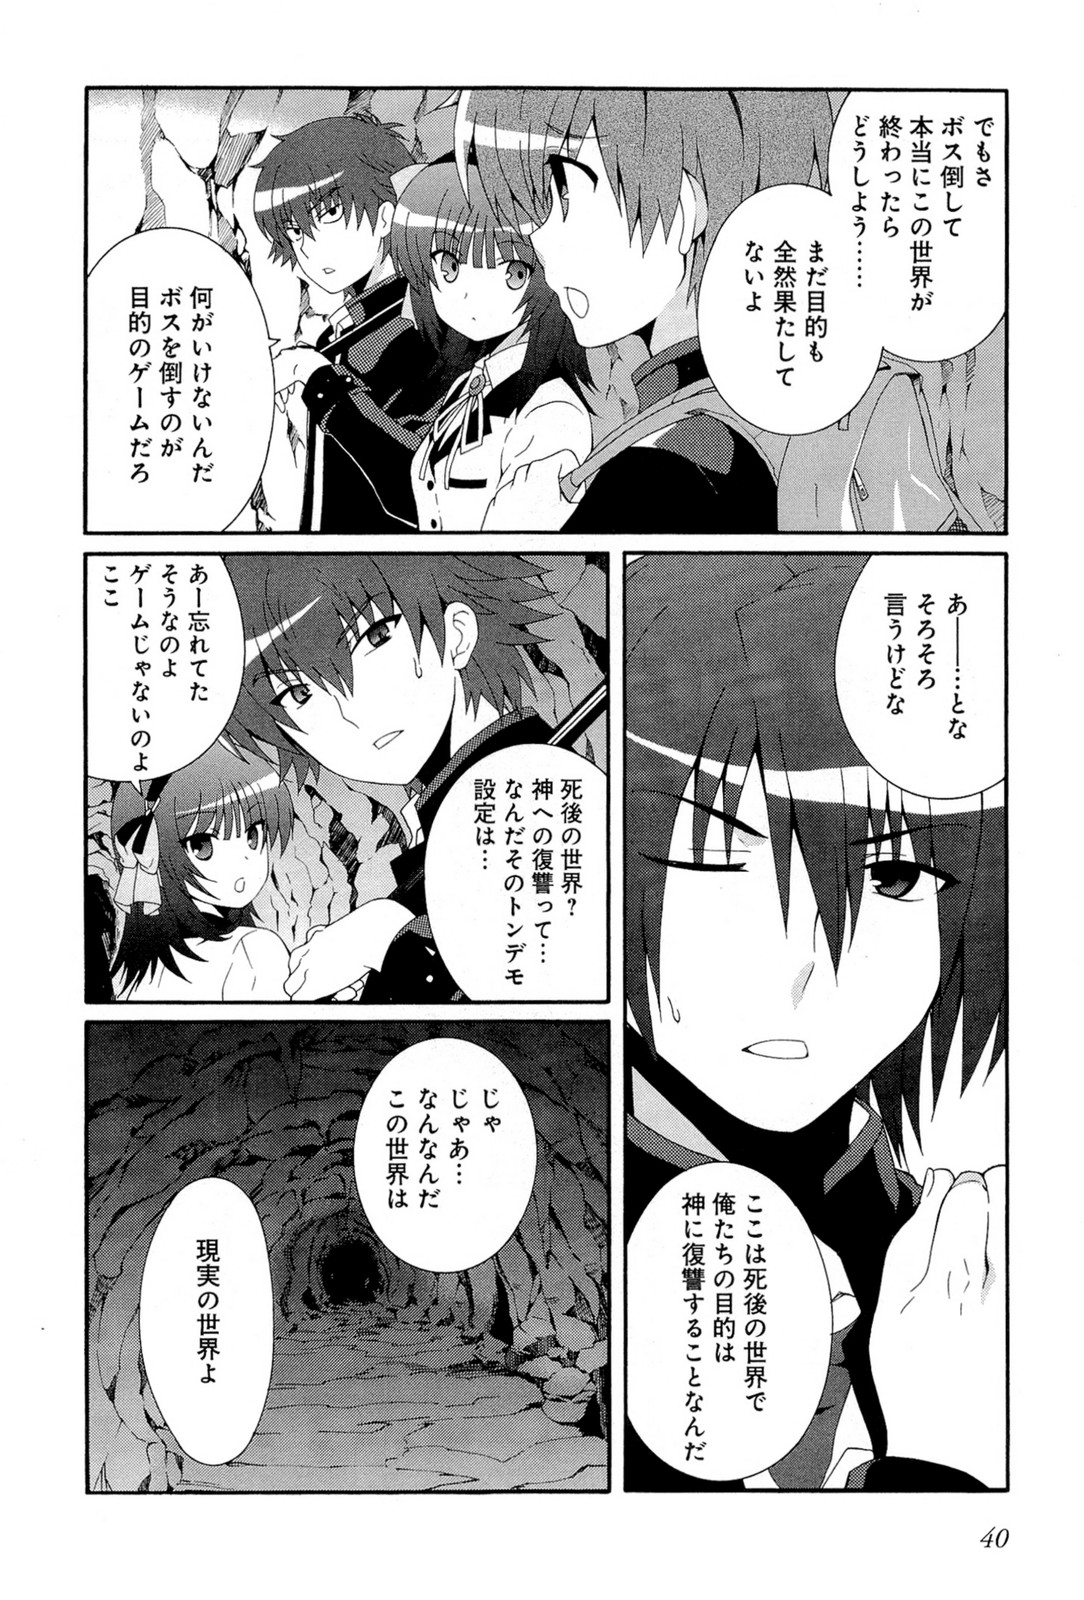 でもさ
ボス倒して
本当にこの世界が
終わったら
どうしよう……
まだ目的も
全然果たして
ないよ
何がいけないんだ
ボスを倒すのが
目的のゲームだろ
あ――…とな
そろそろ
言うけどな
ここは死後の世界で
俺たちの目的は
神に復讐することなんだ
死後の世界?
神への復讐って…
なんだそのトンデモ
設定は…
あー忘れてた
そうなのよ
ゲームじゃないのよ
ここ
じゃ
じゃあ…
なんなんだ
この世界は
現実の世界よ
40